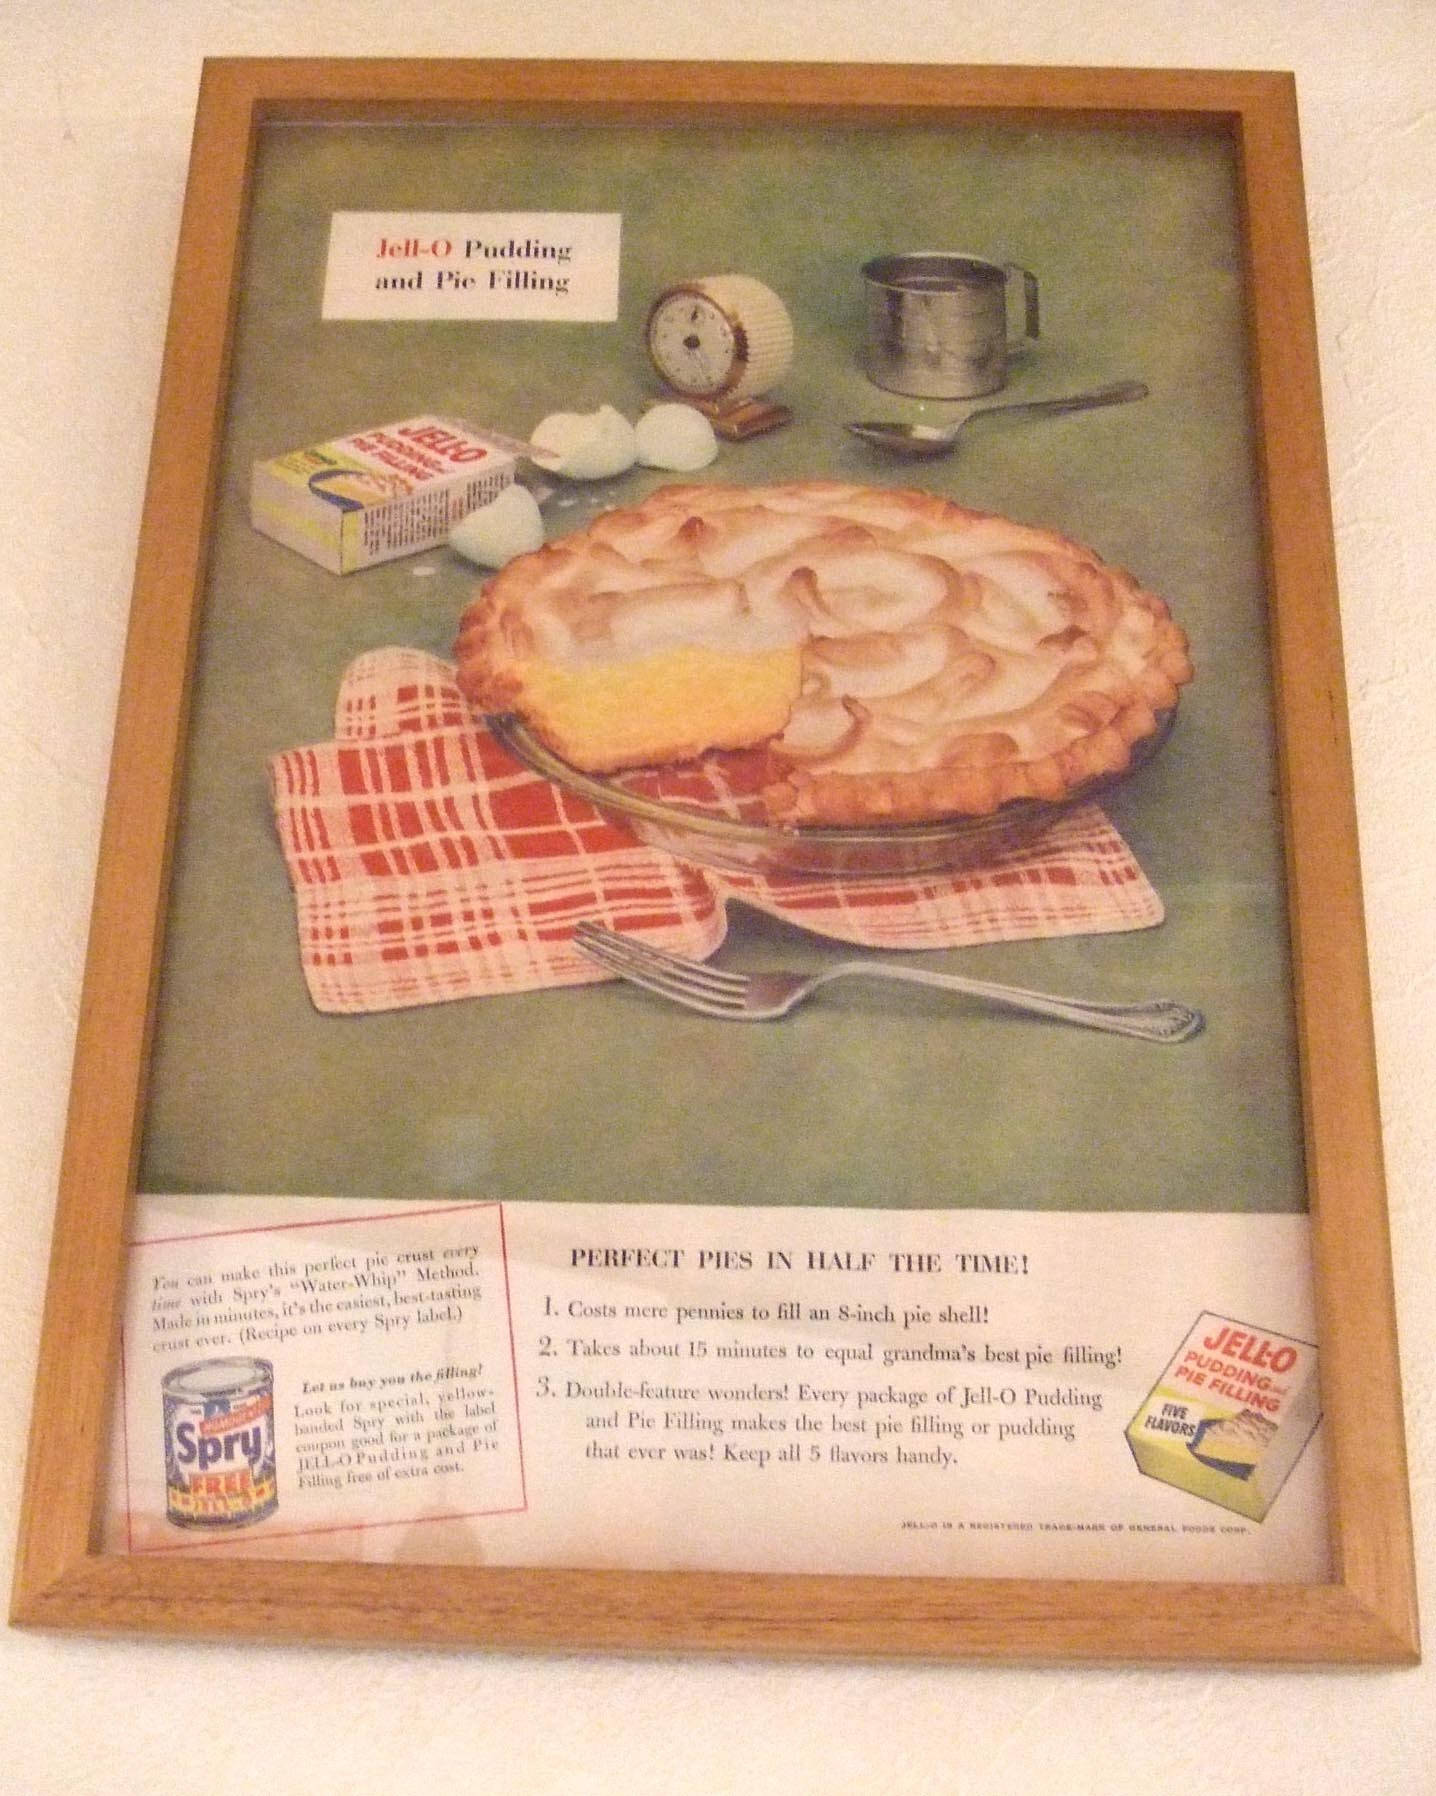 Jell-O Pudding
and Pie Filling
JELL-O
PUDDING and
PIE FILLING
You can make this perfect pie crust every
time with Spry's "Water-Whip" Method.
Made in minutes, it's the easiest, best-tasting
crust ever. (Recipe on every Spry label.)
Let us buy you the filling!
Look for special, yellow-
banded Spry with the label
coupon good for a package of
JELL-O Pudding and Pie
Filling free of extra cost.
Spry
FREE
JELL-O
PERFECT PIES IN HALF THE TIME!
1. Costs mere pennies to fill an 8-inch pie shell!
2. Takes about 15 minutes to equal grandma's best pie filling!
3. Double-feature wonders! Every package of Jell-O Pudding
and Pie Filling makes the best pie filling or pudding
that ever was! Keep all 5 flavors handy.
JELL-O
PUDDING and
PIE FILLING
FIVE
FLAVORS
JELL-O IS A REGISTERED TRADE-MARK OF GENERAL FOODS CORP.